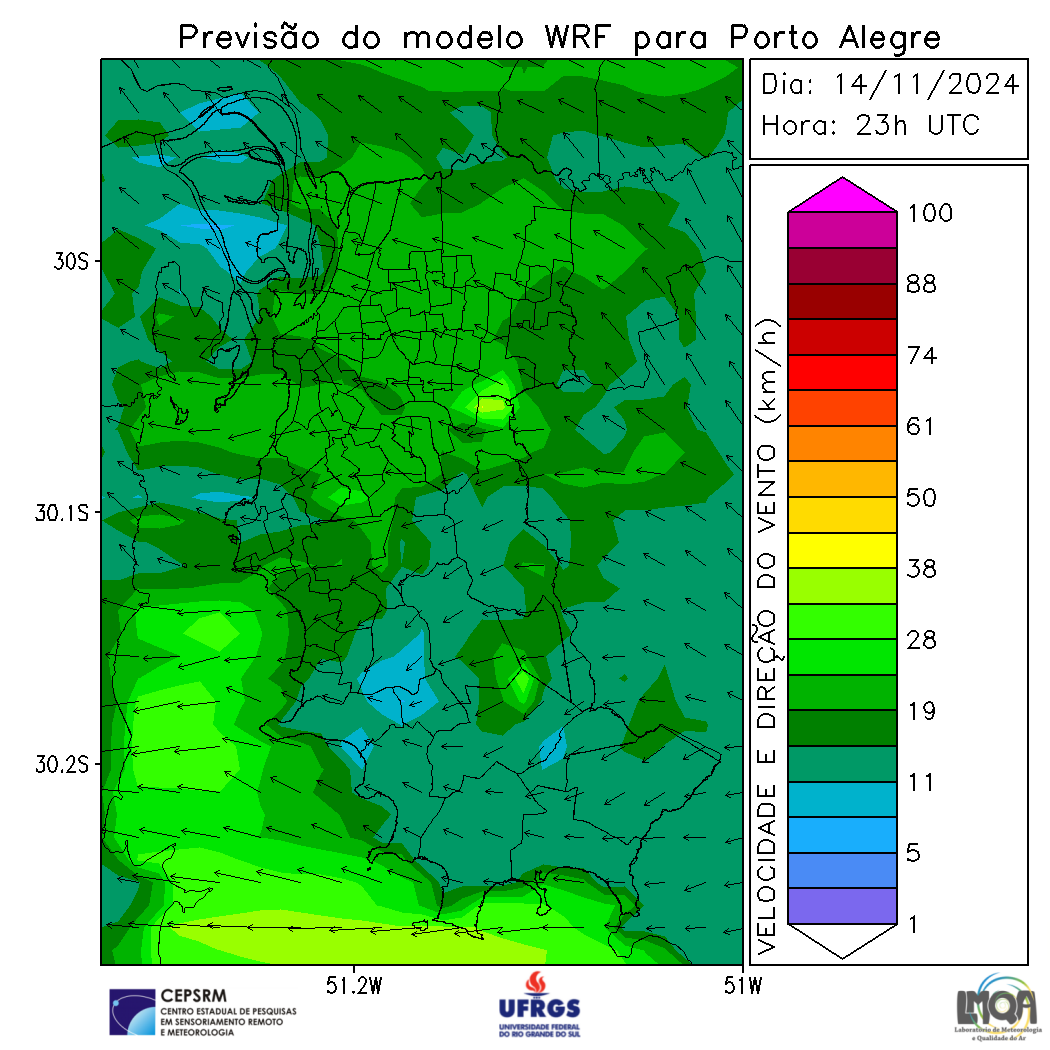 Previsão do modelo WRF para Porto Alegre
Dia: 14/11/2024
Hora: 23h UTC
30S
30.1S
30.2S
51.2W
51W
VELOCIDADE E DIREÇÃO DO VENTO (km/h)
100
88
74
61
50
38
28
19
11
5
1
CEPSRM
CENTRO ESTADUAL DE PESQUISAS
EM SENSORIAMENTO REMOTO
E METEOROLOGIA
UFRGS
UNIVERSIDADE FEDERAL
DO RIO GRANDE DO SUL
LMQA
Laboratório de Meteorologia
e Qualidade do Ar